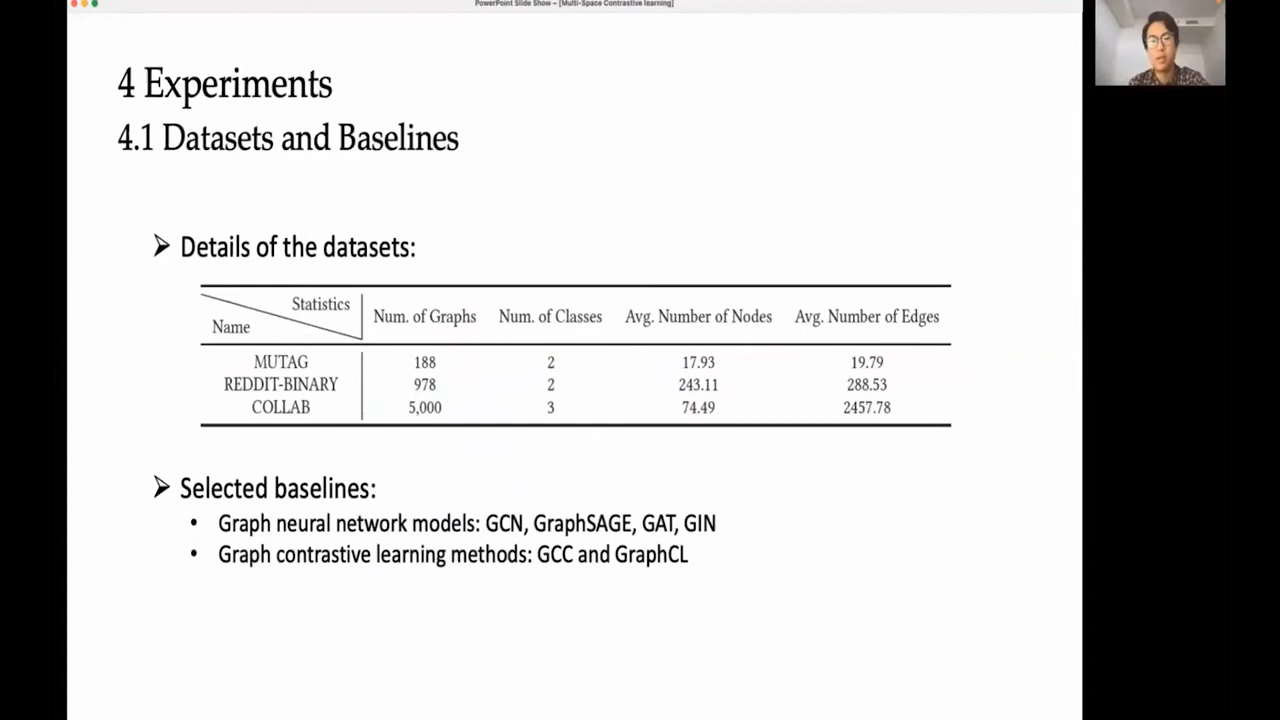 PowerPoint Slide Show – [Multi-Space Contrastive learning]
4 Experiments
4.1 Datasets and Baselines
➢ Details of the datasets:
Statistics
Name
Num. of Graphs Num. of Classes Avg. Number of Nodes Avg. Number of Edges
MUTAG 188 2 17.93 19.79
REDDIT-BINARY 978 2 243.11 288.53
COLLAB 5,000 3 74.49 2457.78
➢ Selected baselines:
• Graph neural network models: GCN, GraphSAGE, GAT, GIN
• Graph contrastive learning methods: GCC and GraphCL